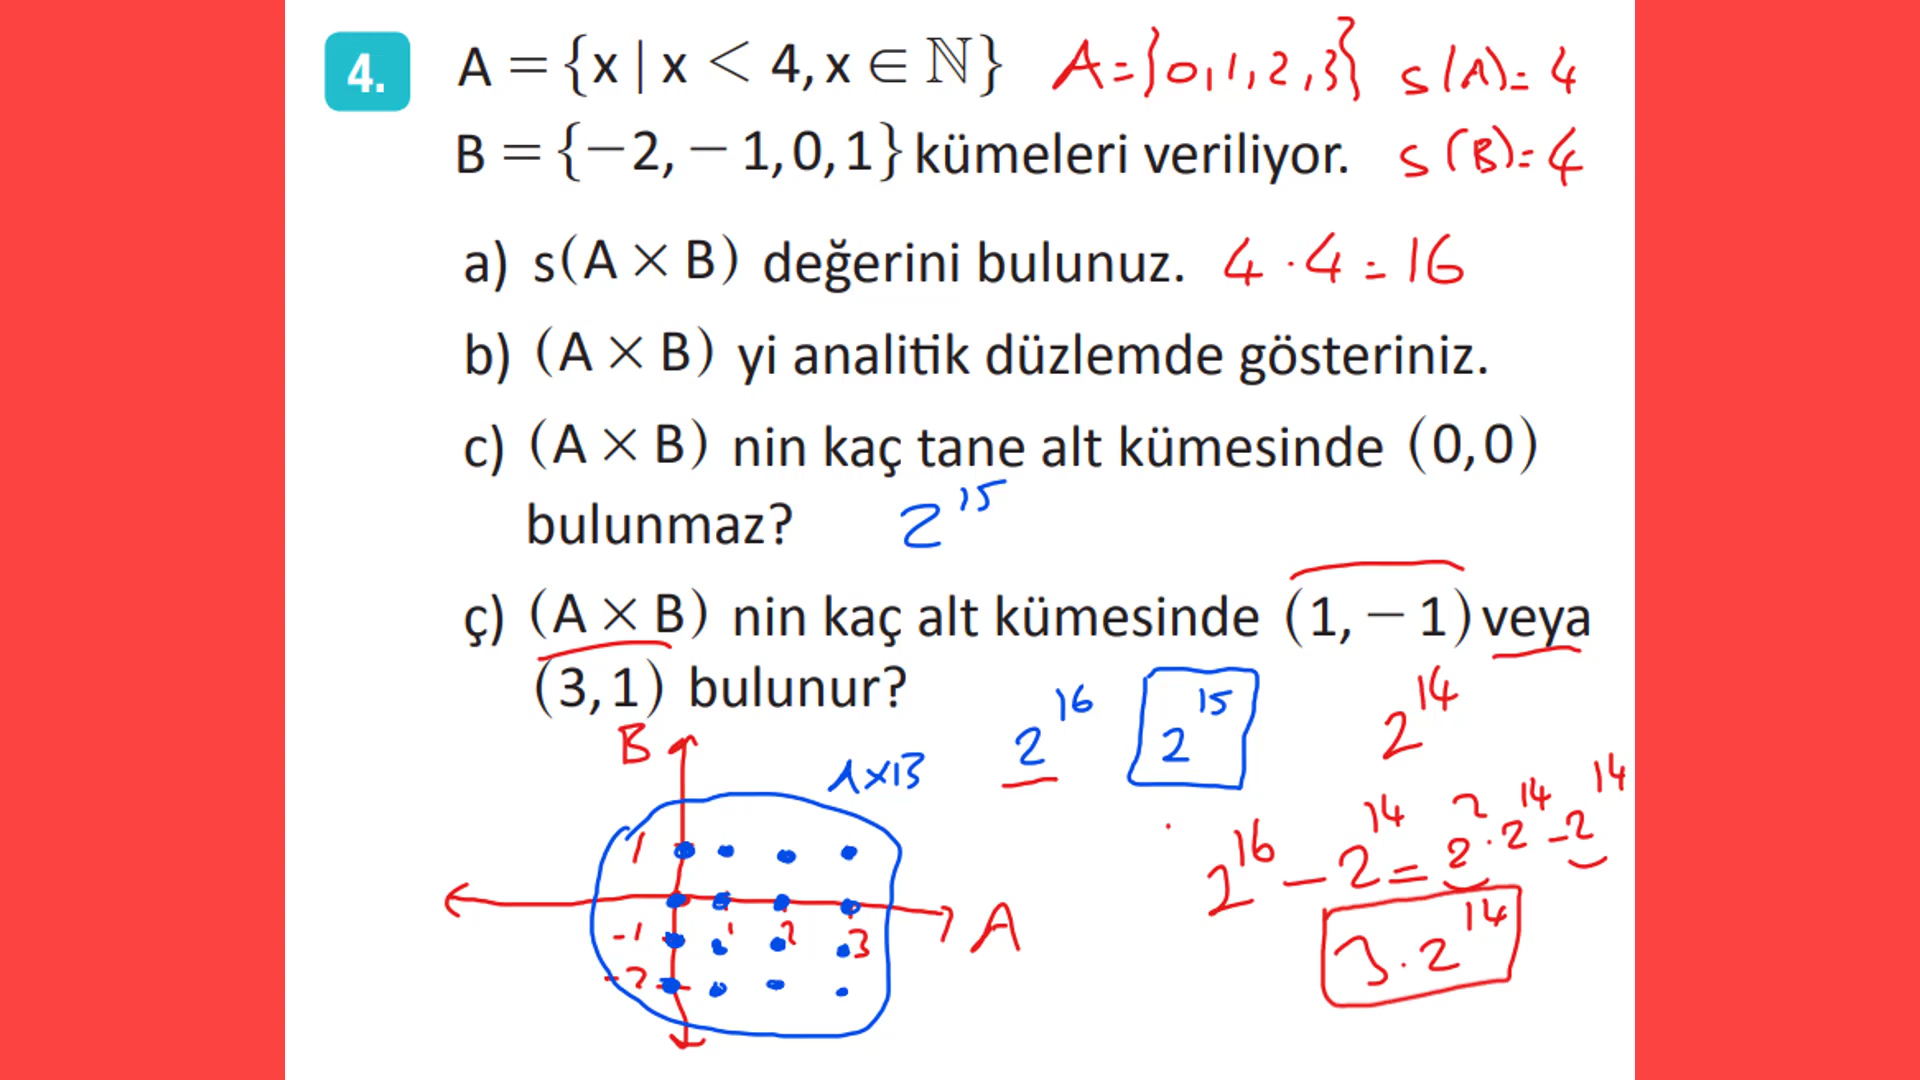 4. A = {x | x < 4, x ∈ ℕ} A = {0, 1, 2, 3} s(A) = 4
B = {−2, − 1, 0, 1} kümeleri veriliyor. s(B) = 4
a) s(A × B) değerini bulunuz. 4 · 4 = 16
b) (A × B) yi analitik düzlemde gösteriniz.
c) (A × B) nin kaç tane alt kümesinde (0, 0)
bulunmaz? 2^15
ç) (A × B) nin kaç alt kümesinde (1, − 1) veya
(3, 1) bulunur? 2^16 2^15 2^14
B AxB
2^16 − 2^14 = 2^2 · 2^14 − 2^14
3 · 2^14
1
A
-1 1 2 3
-2